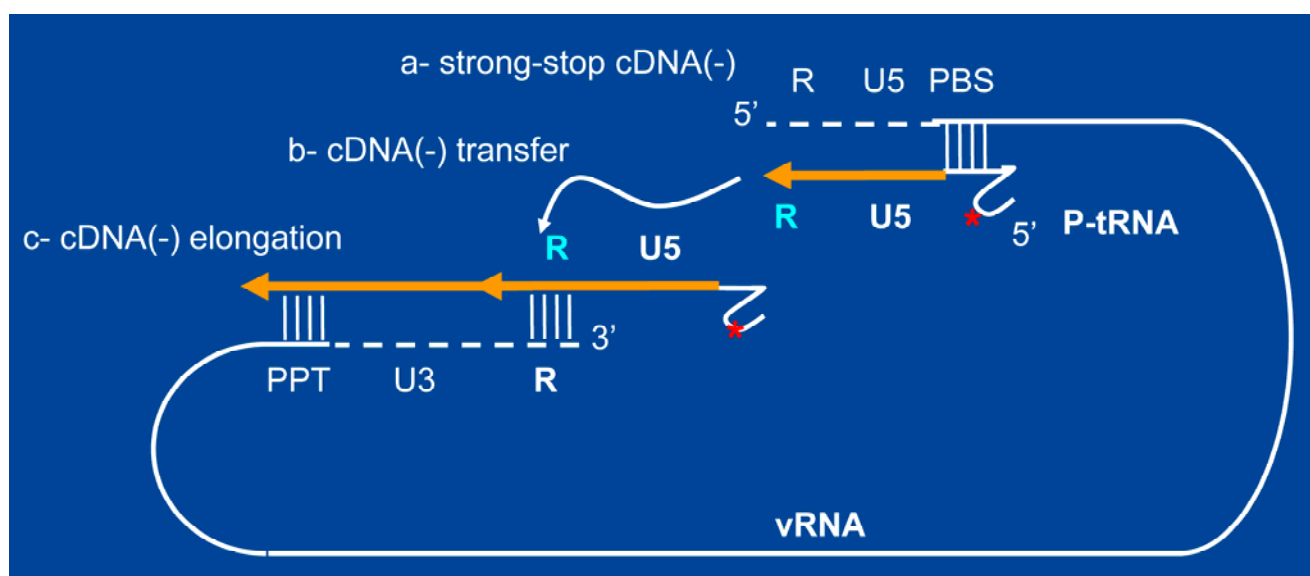 a- strong-stop cDNA(-)
R U5 PBS
5’
b- cDNA(-) transfer
R U5 * 5’ P-tRNA
c- cDNA(-) elongation
R U5
*
3’
PPT U3 R
vRNA